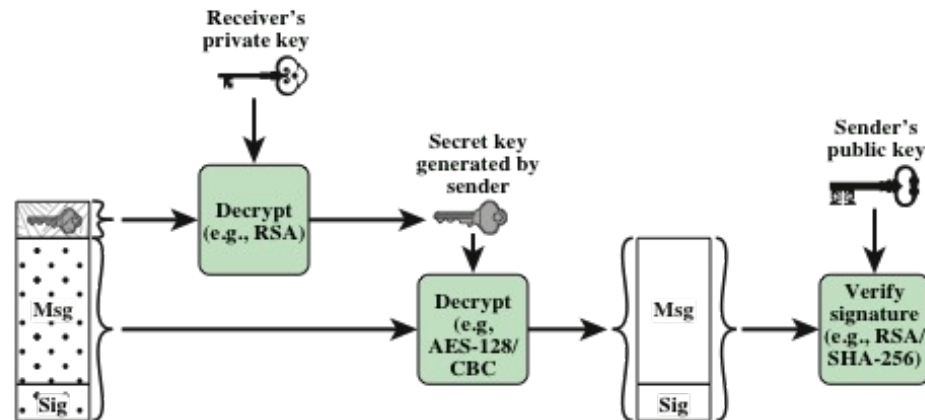 Receiver's
private key
Secret key
generated by
sender
Sender's
public key
Decrypt
(e.g., RSA)
Msg
Sig
Decrypt
(e.g,
AES-128/
CBC
Msg
Sig
Verify
signature
(e.g., RSA/
SHA-256)